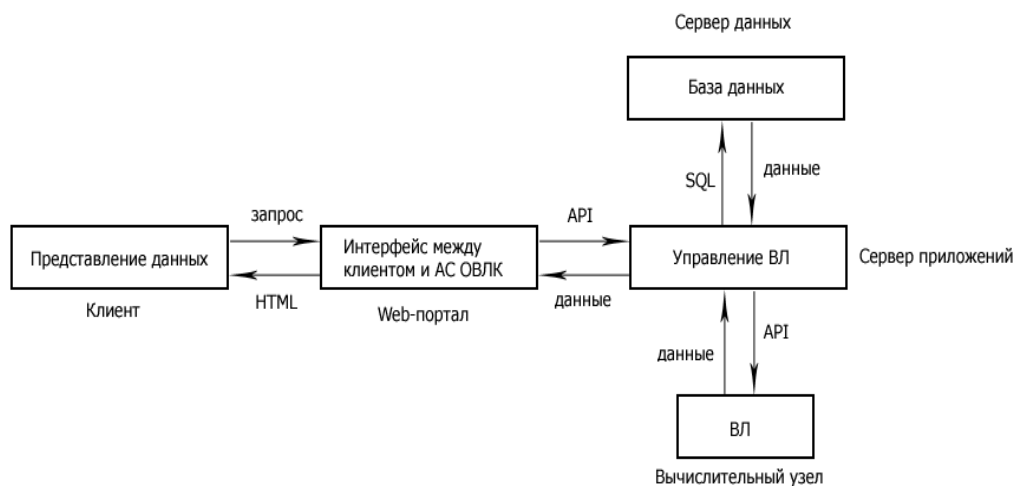 Сервер данных
База данных
SQL
данные
запрос
API
Представление данных
Интерфейс между
клиентом и АС ОВЛК
Управление ВЛ
Сервер приложений
HTML
данные
Клиент
Web-портал
данные
API
ВЛ
Вычислительный узел